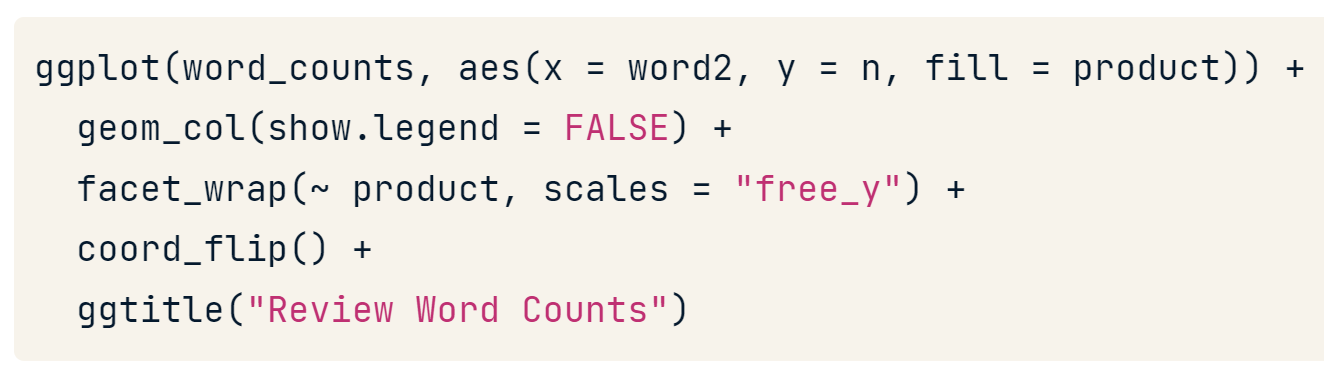 ggplot(word_counts, aes(x = word2, y = n, fill = product)) +
  geom_col(show.legend = FALSE) +
  facet_wrap(~ product, scales = "free_y") +
  coord_flip() +
  ggtitle("Review Word Counts")